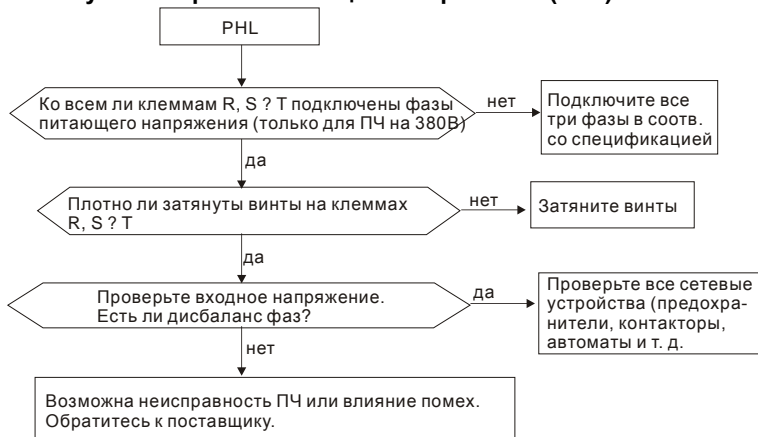 PHL
Ко всем ли клеммам R, S ? T подключены фазы
питающего напряжения (только для ПЧ на 380В)
нет
Подключите все
три фазы в соотв.
со спецификацией
да
Плотно ли затянуты винты на клеммах
R, S ? T
нет
Затяните винты
да
Проверьте входное напряжение.
Есть ли дисбаланс фаз?
да
Проверьте все сетевые
устройства (предохра-
нители, контакторы,
автоматы и т. д.
нет
Возможна неисправность ПЧ или влияние помех.
Обратитесь к поставщику.